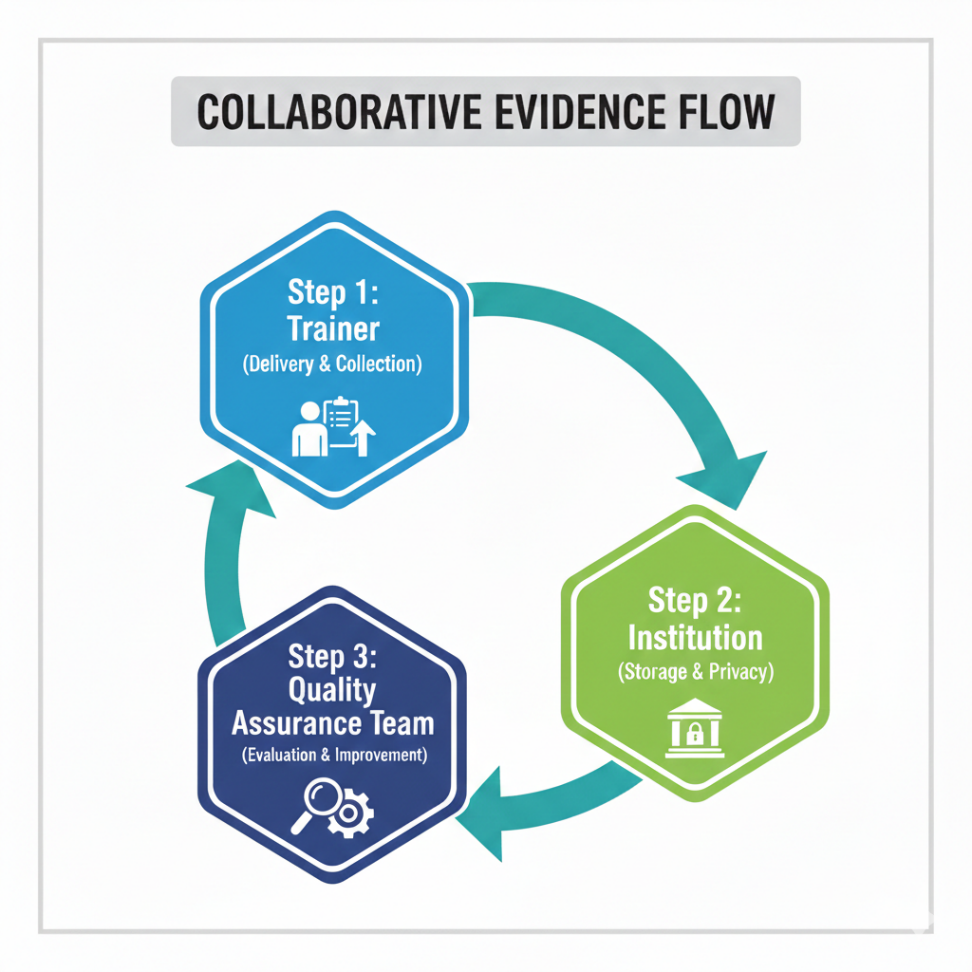 COLLABORATIVE EVIDENCE FLOW
Step 1:
Trainer
(Delivery & Collection)
Step 2:
Institution
(Storage & Privacy)
Step 3:
Quality
Assurance Team
(Evaluation & Improvement)